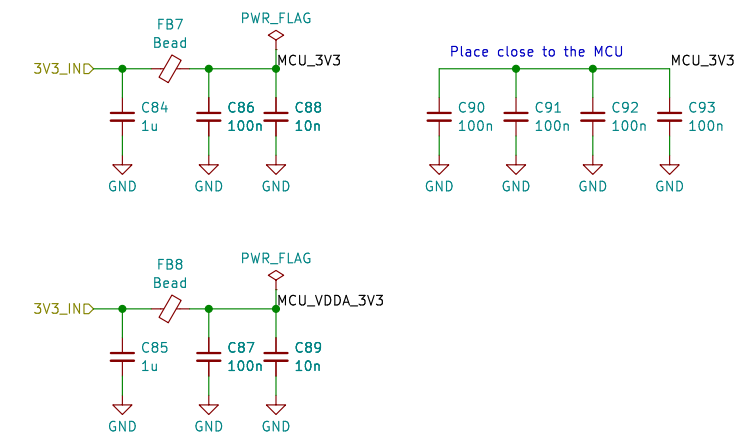 FB7
Bead
PWR_FLAG
3V3_IN
MCU_3V3
C84
1u
C86
100n
C88
10n
GND
GND
GND
Place close to the MCU
MCU_3V3
C90
100n
C91
100n
C92
100n
C93
100n
GND
GND
GND
GND
FB8
Bead
PWR_FLAG
3V3_IN
MCU_VDDA_3V3
C85
1u
C87
100n
C89
10n
GND
GND
GND